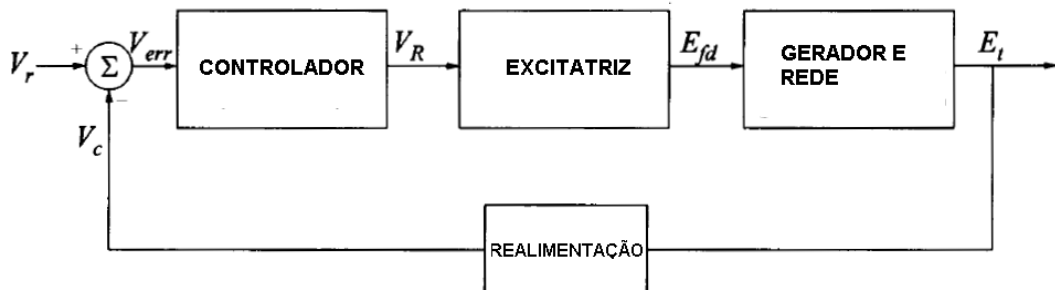 V_r
+
Σ
−
V_err
CONTROLADOR
V_R
EXCITATRIZ
E_fd
GERADOR E
REDE
E_t
V_c
REALIMENTAÇÃO